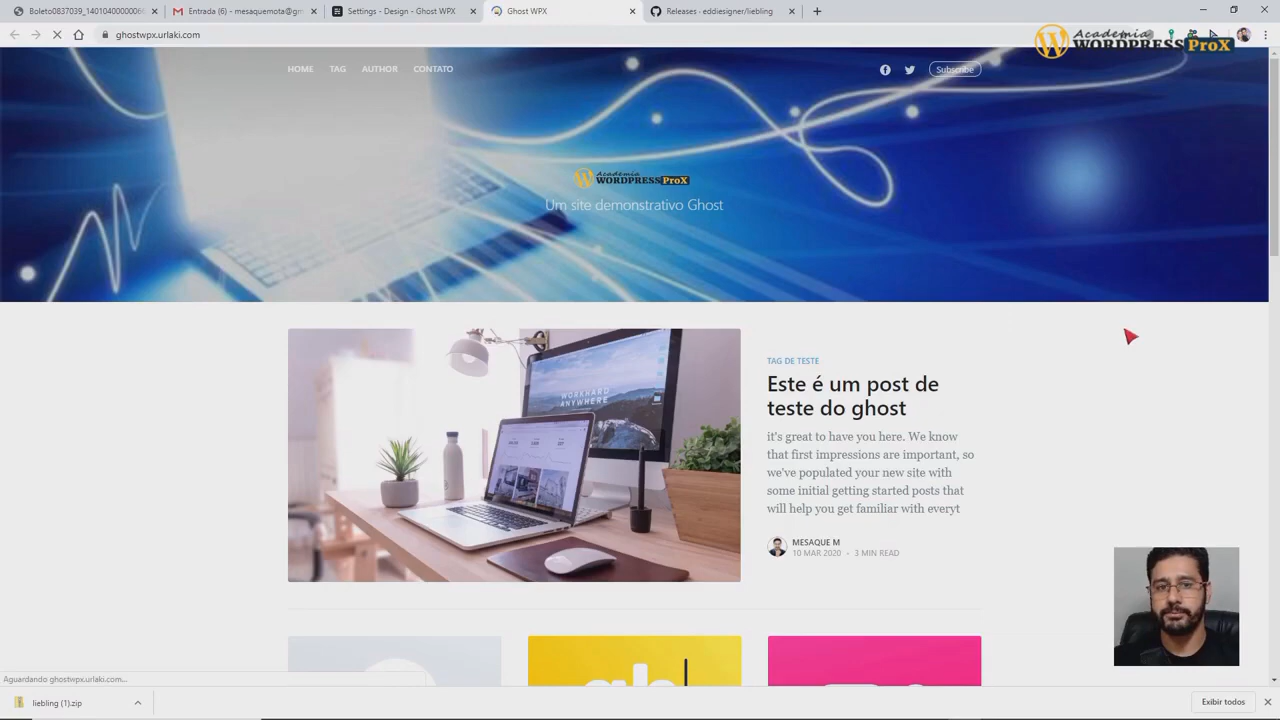 Boleto0837039_14010400000006
Entrada (6) - mesaquemota@gm
Settings - Design - Ghost WPX
Ghost WPX
Releases · eddiesigner/liebling
ghostwpx.urlaki.com
Academia
WORDPRESS ProX
HOME
TAG
AUTHOR
CONTATO
Subscribe
Academia
WORDPRESS ProX
Um site demonstrativo Ghost
WORKHARD
ANYWHERE
TAG DE TESTE
Este é um post de
teste do ghost
it's great to have you here. We know
that first impressions are important, so
we've populated your new site with
some initial getting started posts that
will help you get familiar with everyt
MESAQUE M
10 MAR 2020 • 3 MIN READ
Aguardando ghostwpx.urlaki.com...
liebling (1).zip
Exibir todos